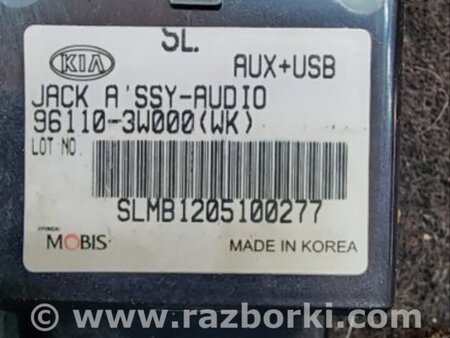 SL.
KIA
AUX+USB
JACK A'SSY-AUDIO
96110-3W000(WK)
LOT NO.
SLMB1205100277
HYUNDAI
MOBIS
MADE IN KOREA
© www.razborki.com/